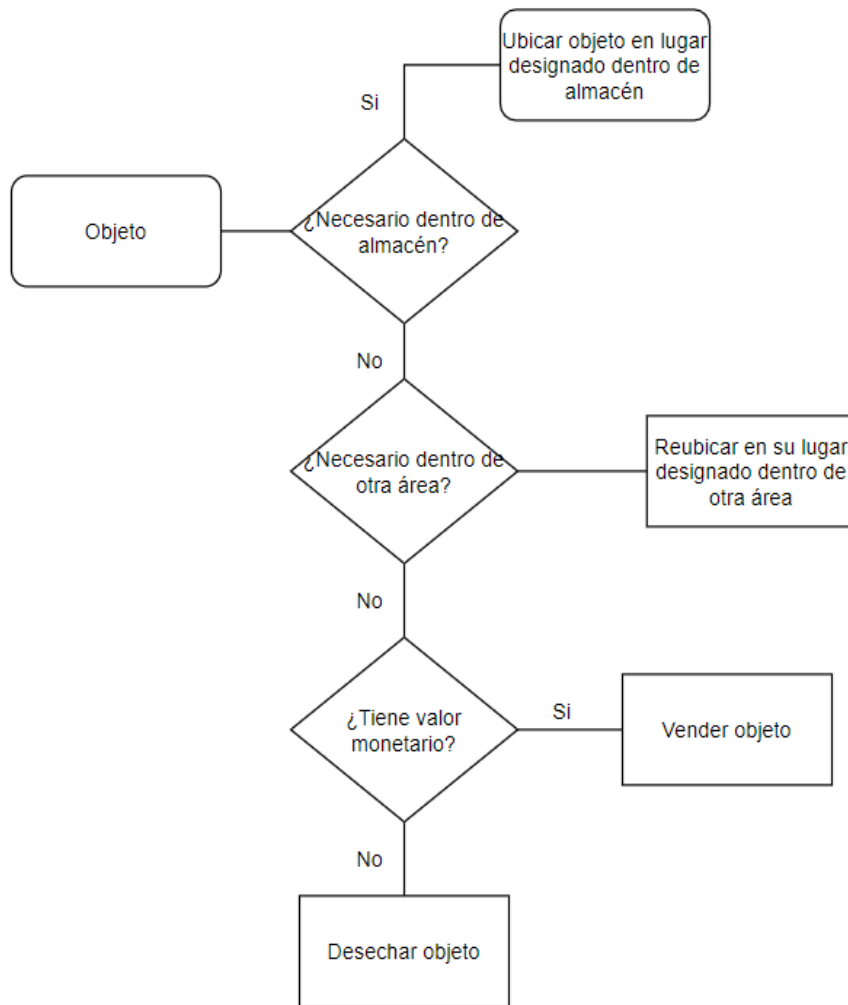 Ubicar objeto en lugar
designado dentro de
almacén
Si
¿Necesario dentro de
almacén?
Objeto
No
¿Necesario dentro de
otra área?
Reubicar en su lugar
designado dentro de
otra área
No
¿Tiene valor
monetario?
Si
Vender objeto
No
Desechar objeto